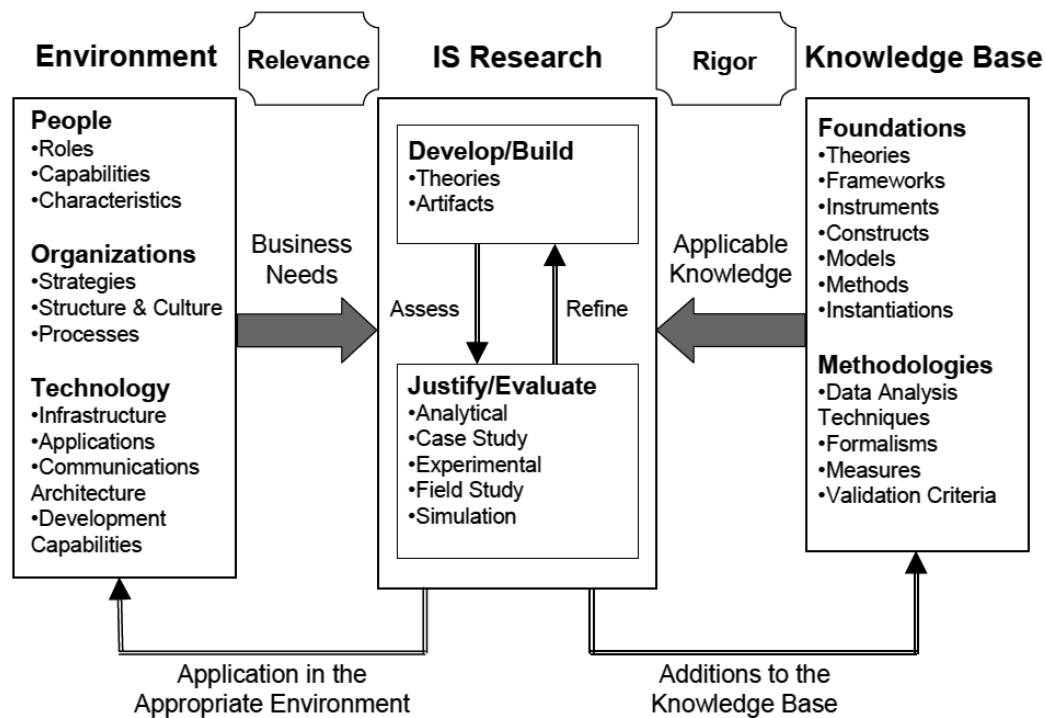 Environment
Relevance
IS Research
Rigor
Knowledge Base
People
•Roles
•Capabilities
•Characteristics
Organizations
•Strategies
•Structure & Culture
•Processes
Technology
•Infrastructure
•Applications
•Communications
Architecture
•Development
Capabilities
Business
Needs
Develop/Build
•Theories
•Artifacts
Assess
Refine
Justify/Evaluate
•Analytical
•Case Study
•Experimental
•Field Study
•Simulation
Applicable
Knowledge
Foundations
•Theories
•Frameworks
•Instruments
•Constructs
•Models
•Methods
•Instantiations
Methodologies
•Data Analysis
Techniques
•Formalisms
•Measures
•Validation Criteria
Application in the
Appropriate Environment
Additions to the
Knowledge Base